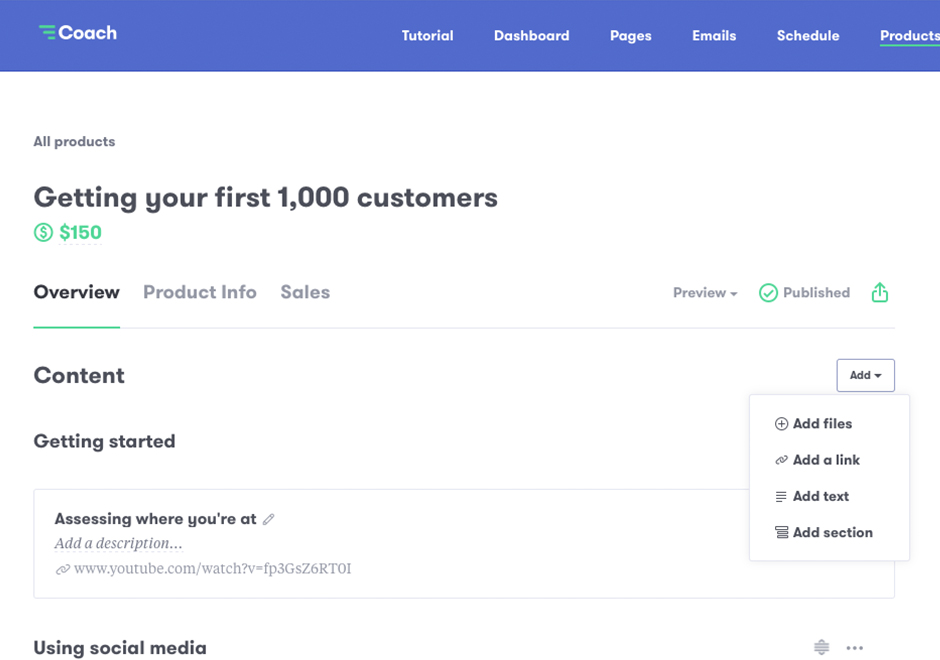 Coach
Tutorial Dashboard Pages Emails Schedule Products
All products
Getting your first 1,000 customers
$150
Overview Product Info Sales Preview Published
Content Add
Add files
Add a link
Add text
Add section
Getting started
Assessing where you're at
Add a description...
www.youtube.com/watch?v=fp3GsZ6RT0I
Using social media